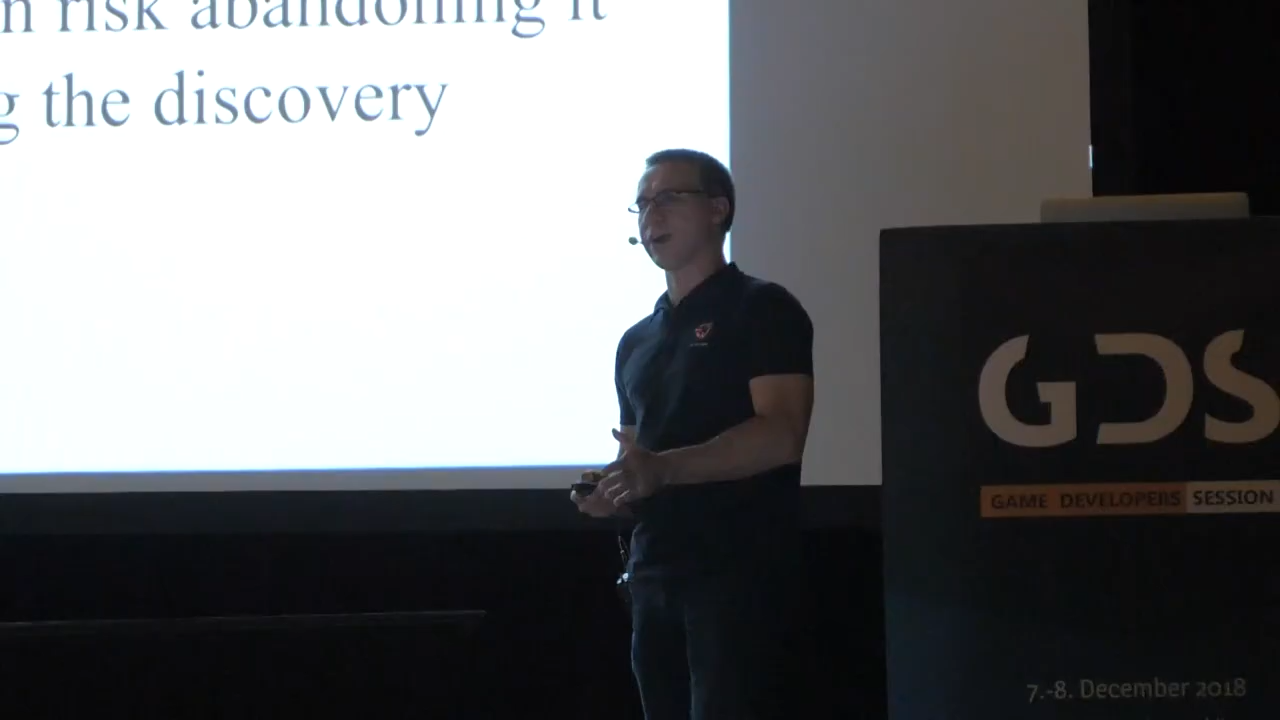 n risk abandoning it
g the discovery
GDS
GAME DEVELOPERS SESSION
7.-8. December 2018